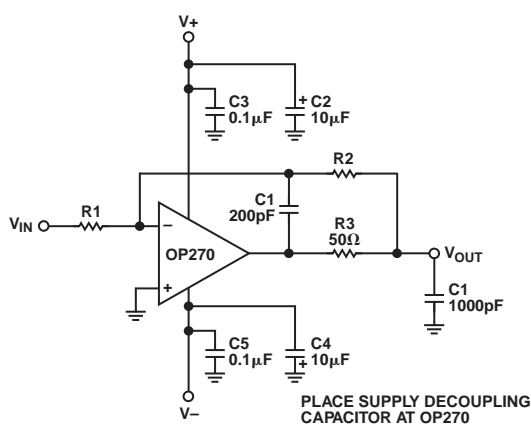 V+
C3
0.1μF
C2
10μF
+
R2
R1
C1
200pF
R3
50Ω
VIN
−
OP270
+
VOUT
C1
1000pF
C5
0.1μF
C4
10μF
+
V−
PLACE SUPPLY DECOUPLING
CAPACITOR AT OP270